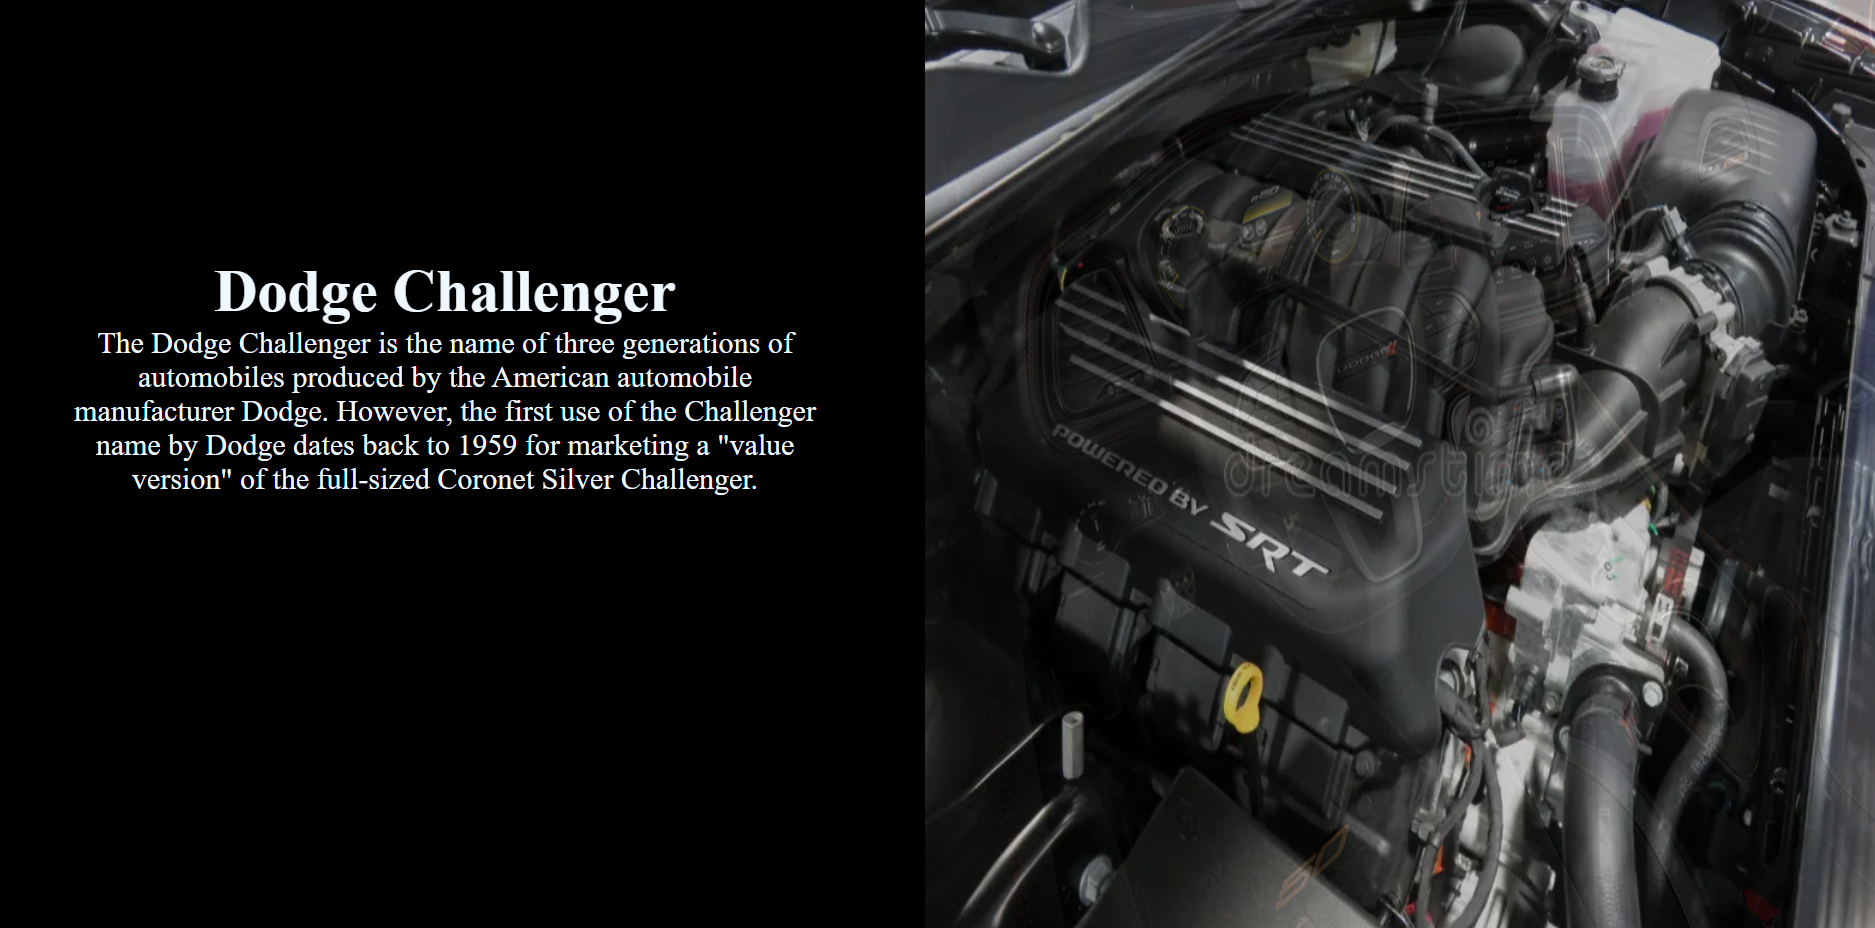 Dodge Challenger
The Dodge Challenger is the name of three generations of
automobiles produced by the American automobile
manufacturer Dodge. However, the first use of the Challenger
name by Dodge dates back to 1959 for marketing a "value
version" of the full-sized Coronet Silver Challenger.
POWERED BY
SRT
DODGE
dreamstime